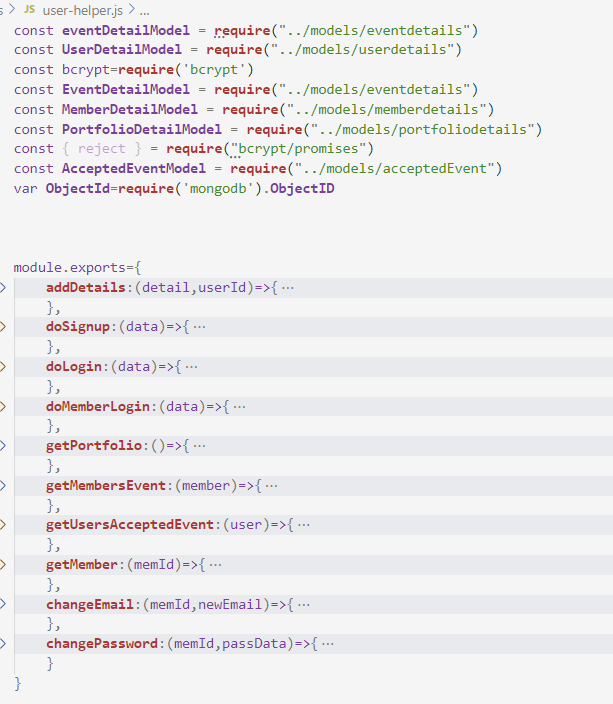 s > JS user-helper.js > ...
const eventDetailModel = require("../models/eventdetails")
const UserDetailModel = require("../models/userdetails")
const bcrypt=require('bcrypt')
const EventDetailModel = require("../models/eventdetails")
const MemberDetailModel = require("../models/memberdetails")
const PortfolioDetailModel = require("../models/portfoliodetails")
const { reject } = require("bcrypt/promises")
const AcceptedEventModel = require("../models/acceptedEvent")
var ObjectId=require('mongodb').ObjectID
module.exports={
> addDetails:(detail,userId)=>{ ...
},
> doSignup:(data)=>{ ...
},
> doLogin:(data)=>{ ...
},
> doMemberLogin:(data)=>{ ...
},
> getPortfolio:()=>{ ...
},
> getMembersEvent:(member)=>{ ...
},
> getUsersAcceptedEvent:(user)=>{ ...
},
> getMember:(memId)=>{ ...
},
> changeEmail:(memId,newEmail)=>{ ...
},
> changePassword:(memId,passData)=>{ ...
}
}